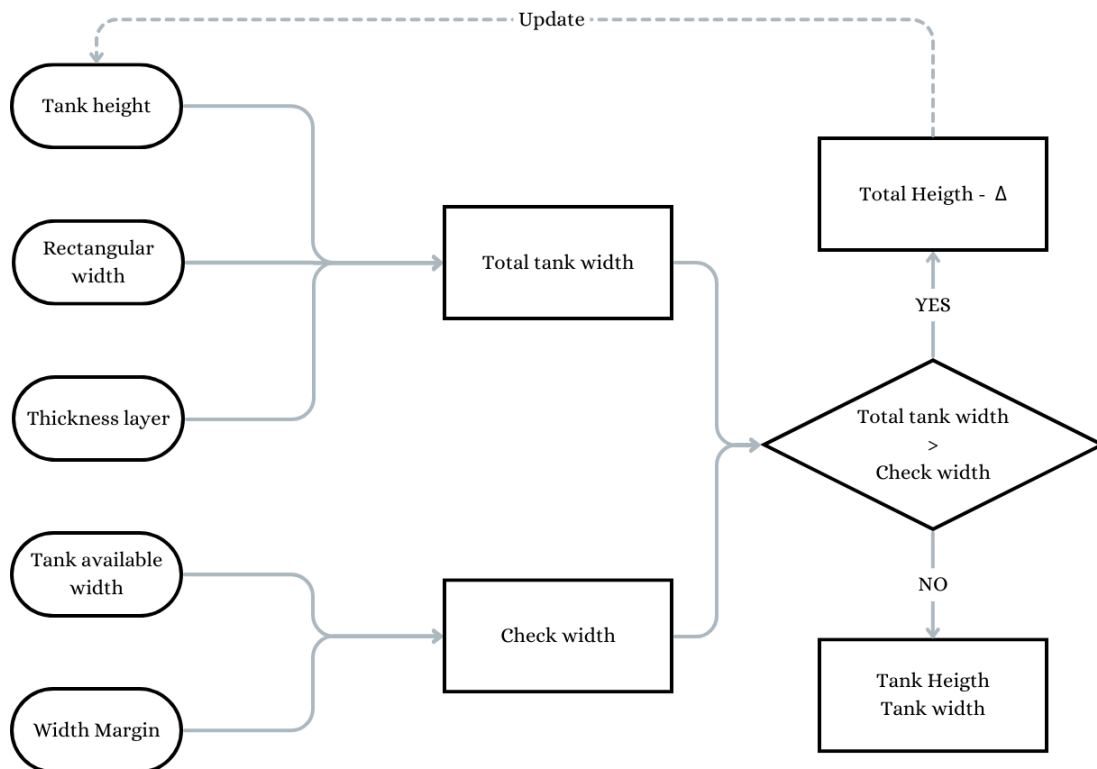 Update
Tank height
Total Heigth - Δ
Rectangular
width
Total tank width
YES
Thickness layer
Total tank width
>
Check width
Tank available
width
NO
Check width
Tank Heigth
Tank width
Width Margin